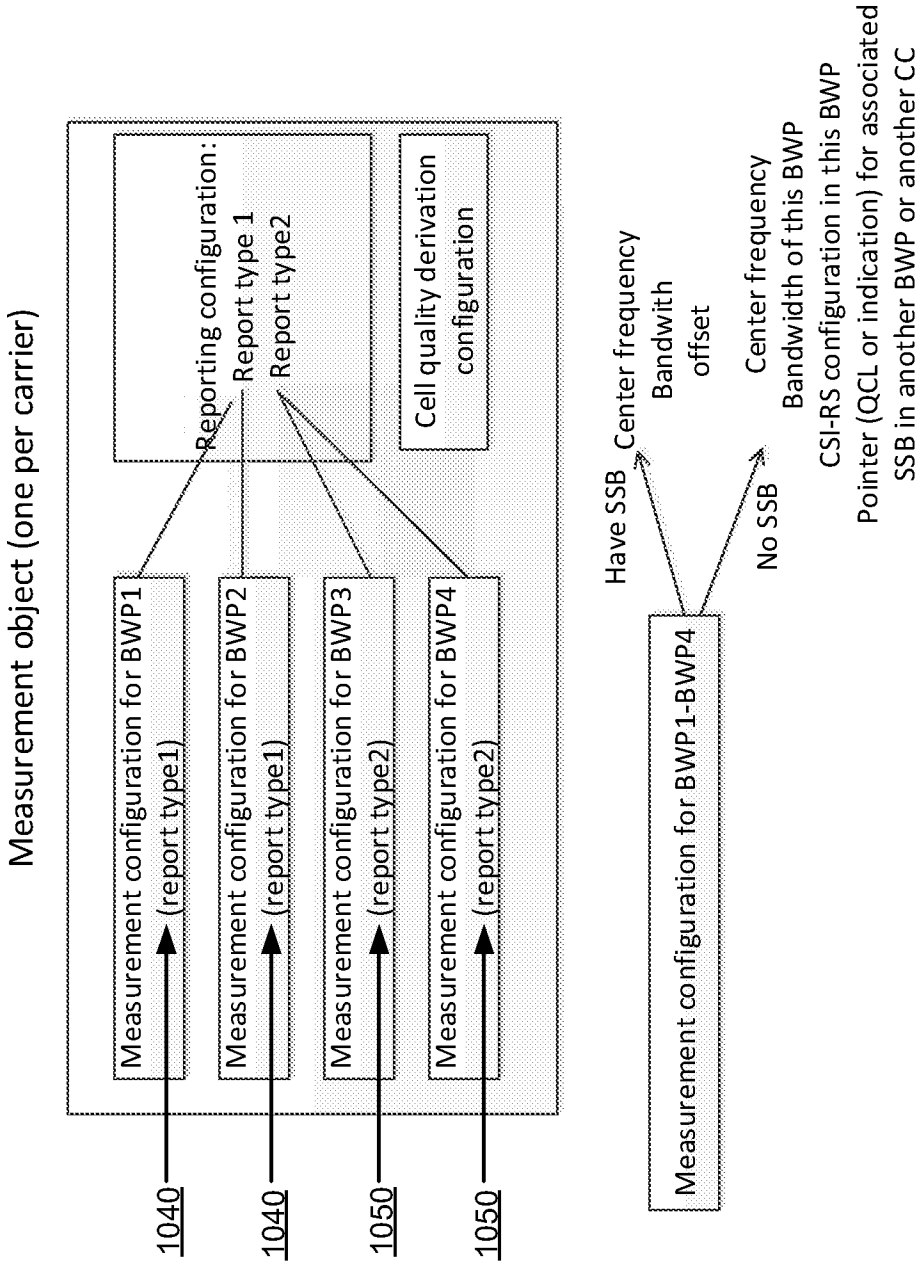 Measurement object (one per carrier)
1040
Measurement configuration for BWP1
(report type1)
1040
Measurement configuration for BWP2
(report type1)
1050
Measurement configuration for BWP3
(report type2)
1050
Measurement configuration for BWP4
(report type2)
Reporting configuration:
Report type 1
Report type2
Cell quality derivation
configuration
Measurement configuration for BWP1-BWP4
Have SSB
Center frequency
Bandwith
offset
No SSB
Center frequency
Bandwidth of this BWP
CSI-RS configuration in this BWP
Pointer (QCL or indication) for associated
SSB in another BWP or another CC